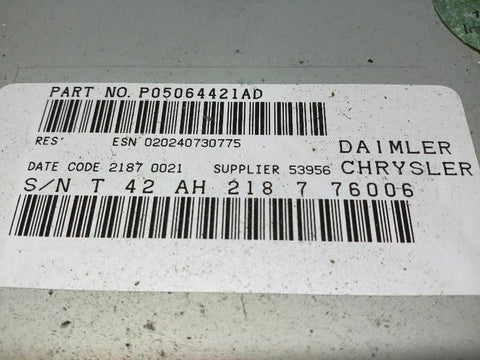 PART NO. P05064421AD
RES ESN 020240730775
DAIMLER
DATE CODE 2187 0021 SUPPLIER 53956 CHRYSLER
S/N T 42 AH 218 7 76006